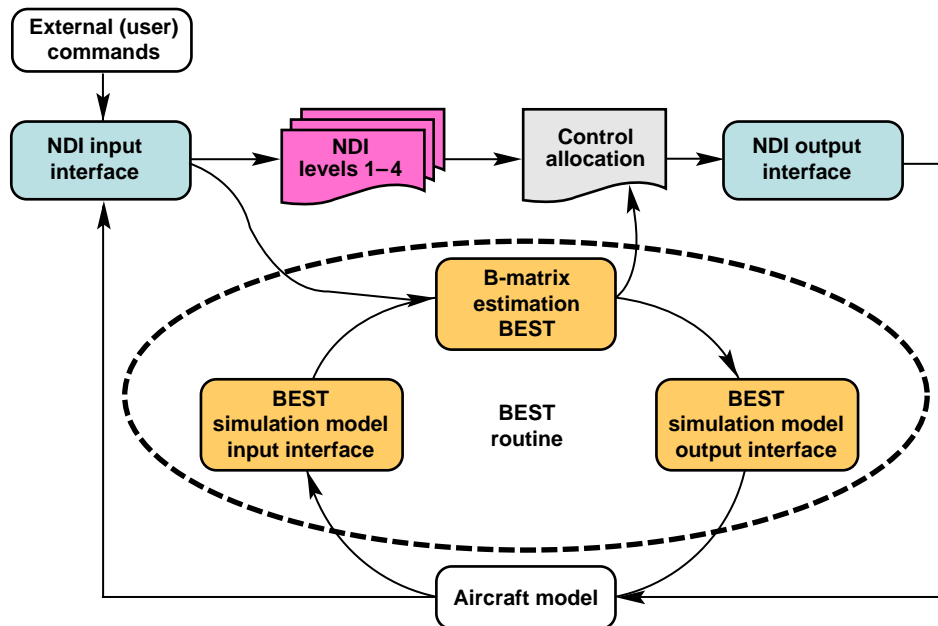 External (user)
commands
NDI input
interface
NDI
levels 1–4
Control
allocation
NDI output
interface
B-matrix
estimation
BEST
BEST
simulation model
input interface
BEST
routine
BEST
simulation model
output interface
Aircraft model